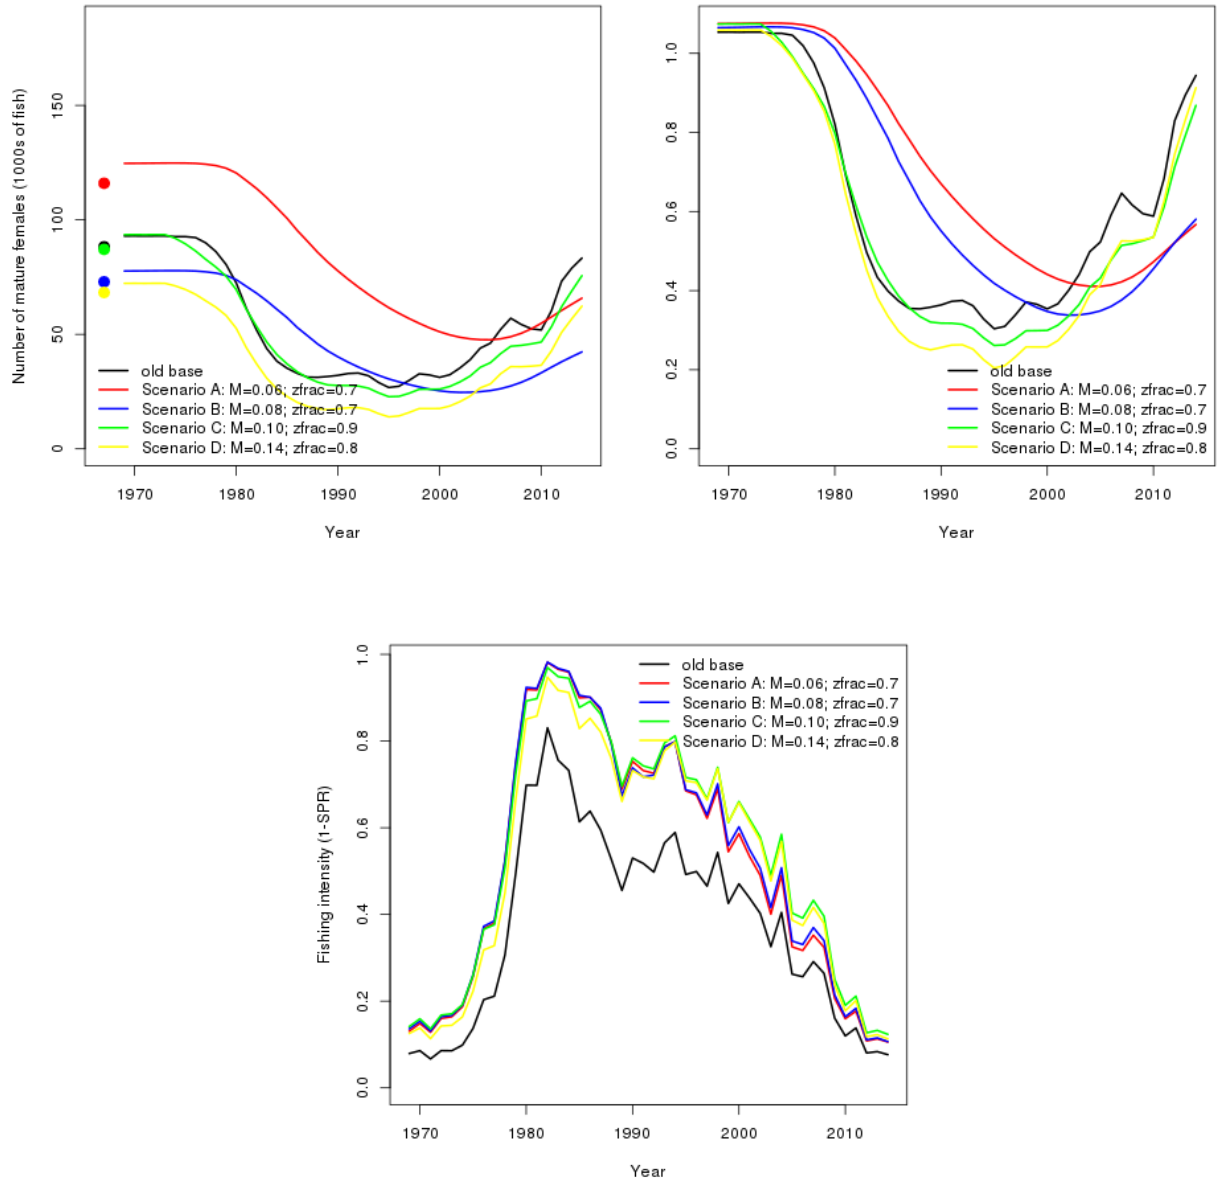 Number of mature females (1000s of fish)
150
100
50
0
old base
Scenario A: M=0.06; zfrac=0.7
Scenario B: M=0.08; zfrac=0.7
Scenario C: M=0.10; zfrac=0.9
Scenario D: M=0.14; zfrac=0.8
1970 1980 1990 2000 2010
Year
1.0
0.8
0.6
0.4
0.2
0.0
old base
Scenario A: M=0.06; zfrac=0.7
Scenario B: M=0.08; zfrac=0.7
Scenario C: M=0.10; zfrac=0.9
Scenario D: M=0.14; zfrac=0.8
1970 1980 1990 2000 2010
Year
Fishing intensity (1-SPR)
1.0
0.8
0.6
0.4
0.2
0.0
old base
Scenario A: M=0.06; zfrac=0.7
Scenario B: M=0.08; zfrac=0.7
Scenario C: M=0.10; zfrac=0.9
Scenario D: M=0.14; zfrac=0.8
1970 1980 1990 2000 2010
Year